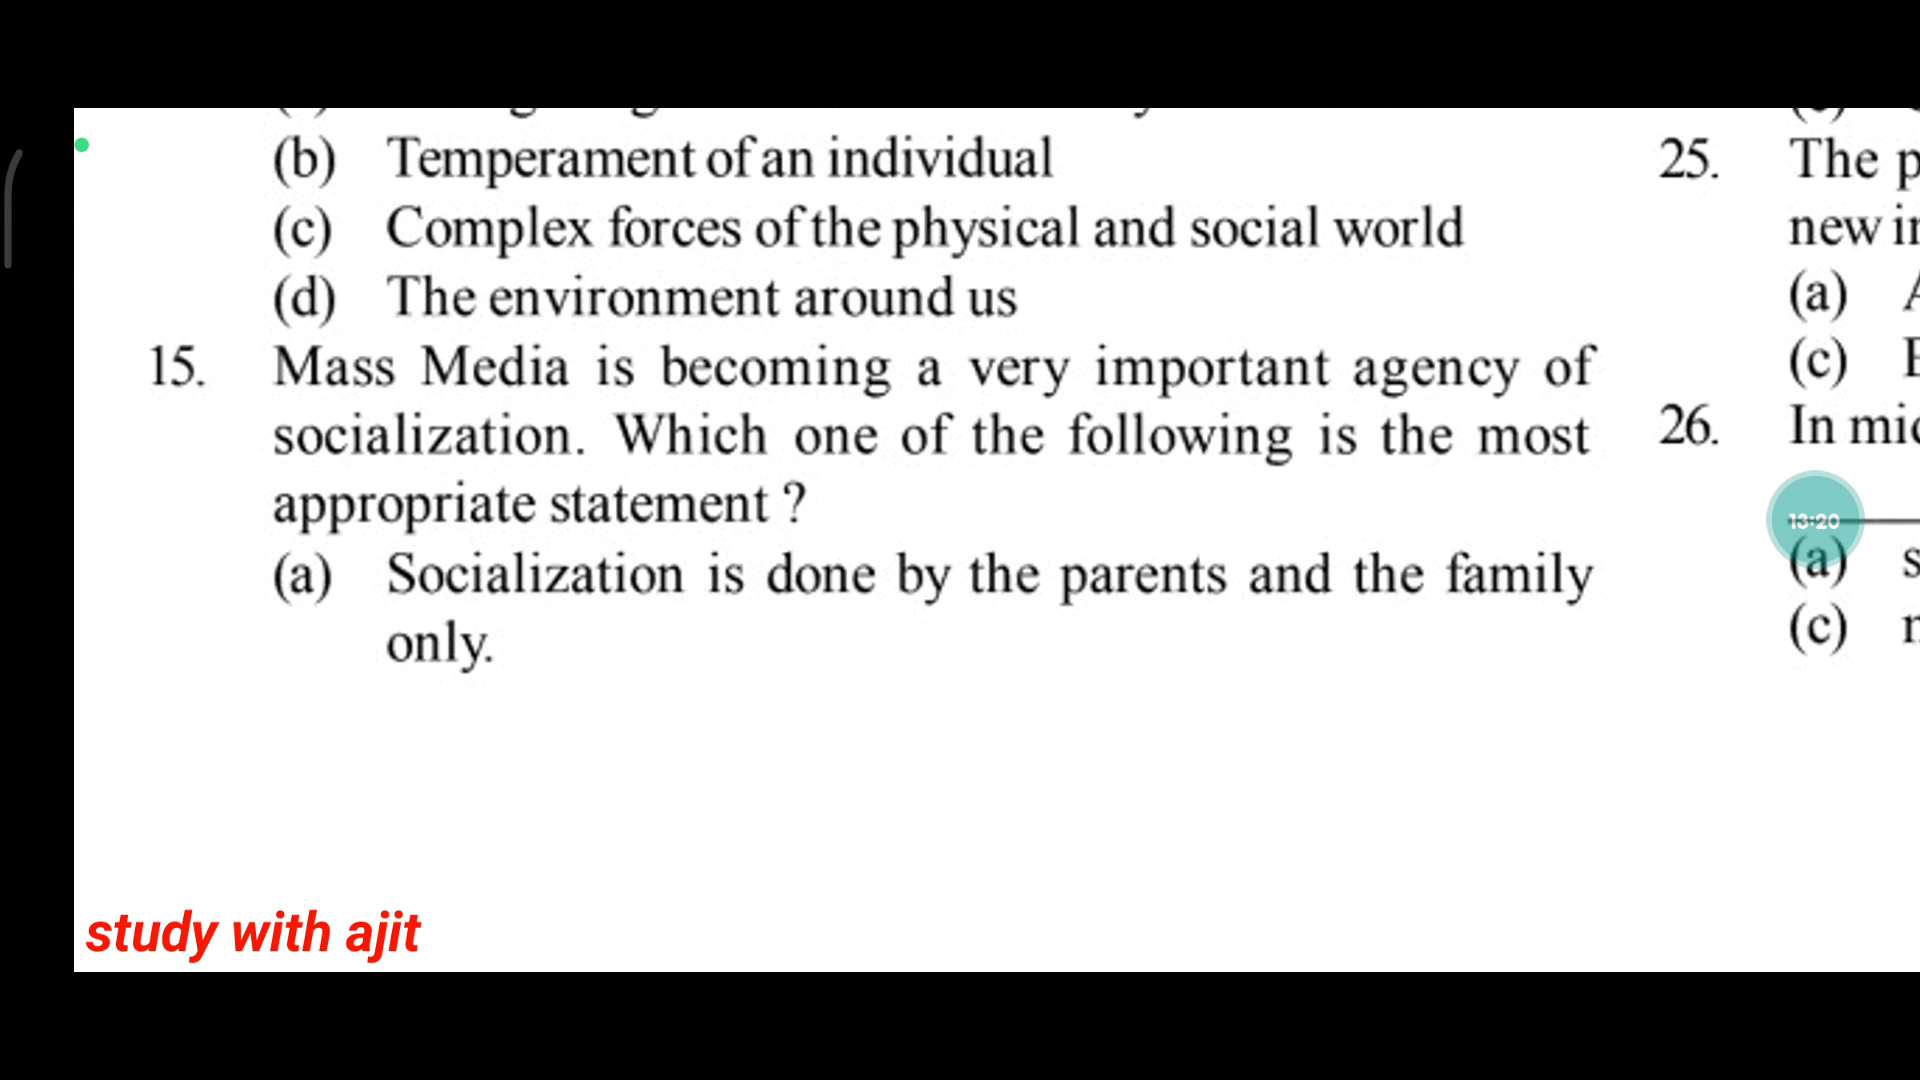 (b) Temperament of an individual
(c) Complex forces of the physical and social world
(d) The environment around us
15. Mass Media is becoming a very important agency of
socialization. Which one of the following is the most
appropriate statement ?
(a) Socialization is done by the parents and the family
only.
25. The
new
(a)
(c)
26. In
13:20
(a)
(c)
study with ajit